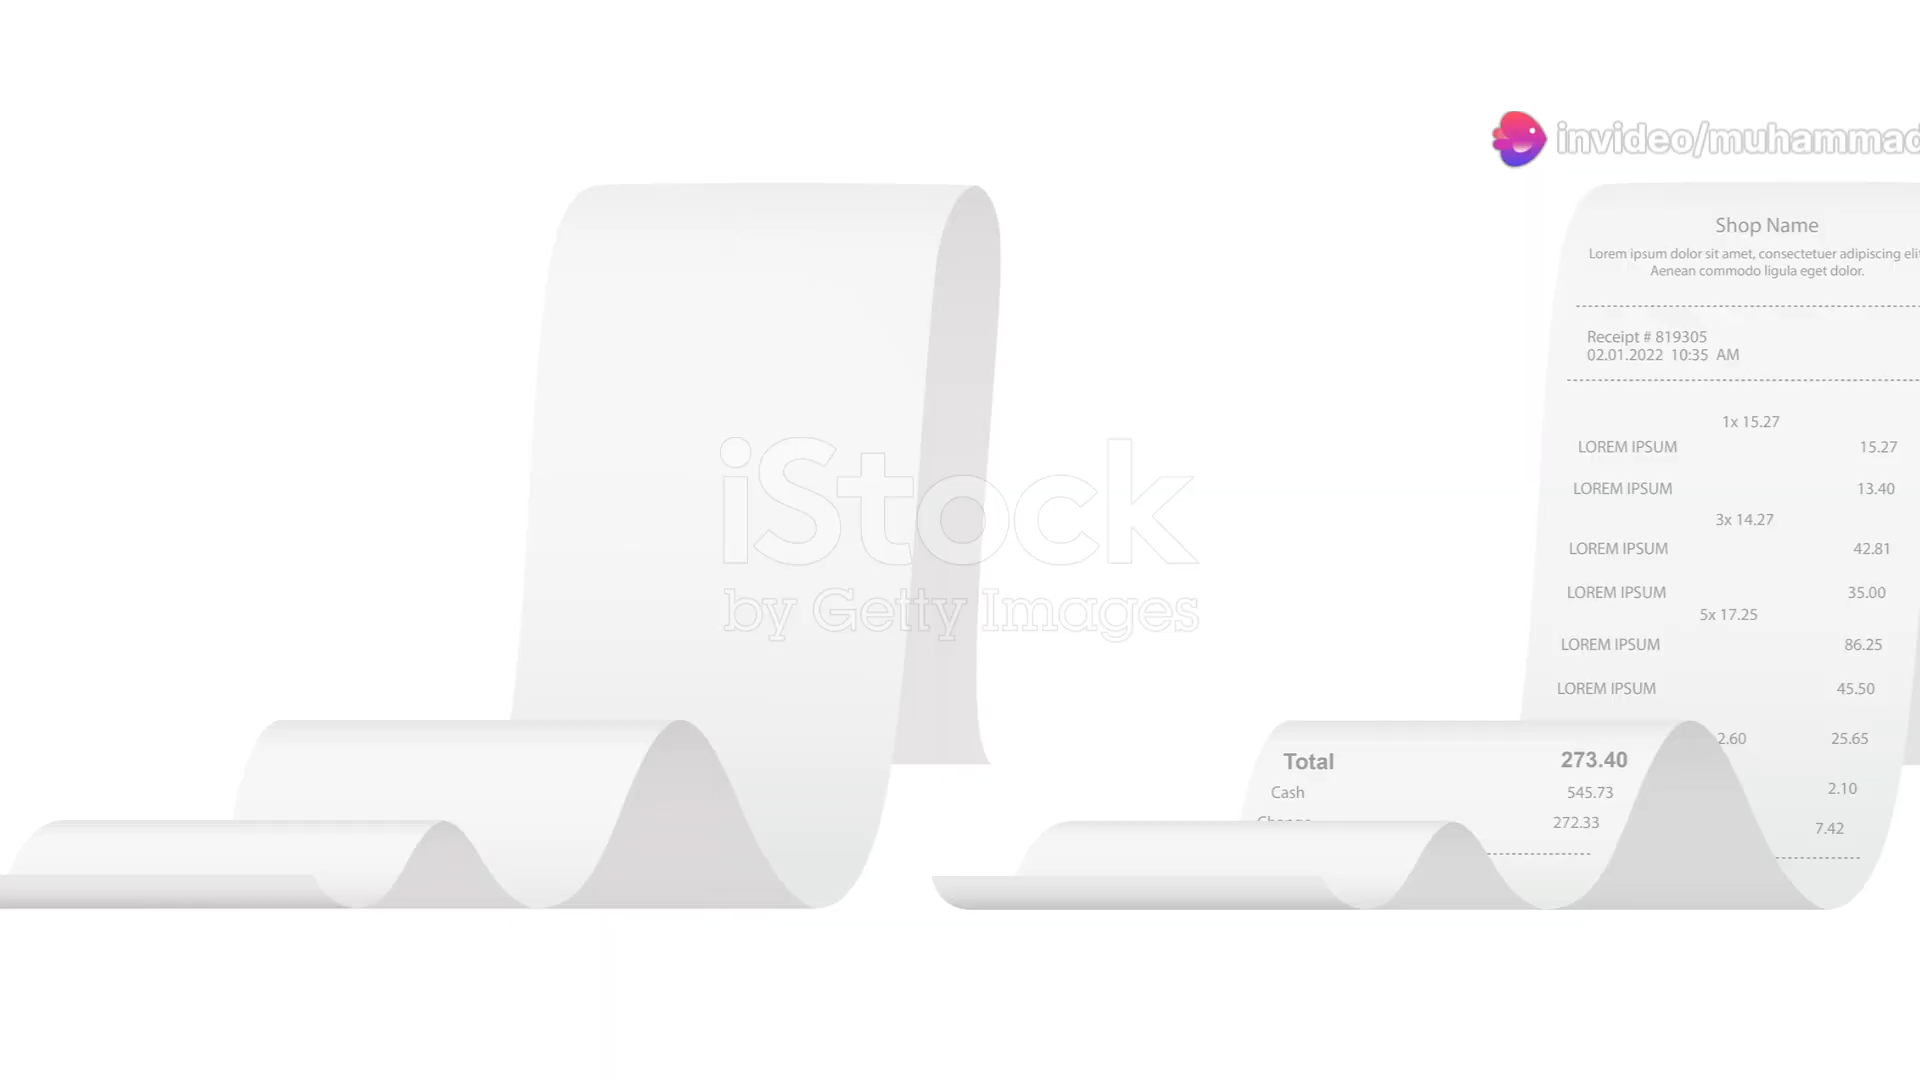 invideo/muhammad
Shop Name
Lorem ipsum dolor sit amet, consectetuer adipiscing elit
Aenean commodo ligula eget dolor.
Receipt # 819305
02.01.2022 10:35 AM
1x 15.27
LOREM IPSUM 15.27
LOREM IPSUM 13.40
3x 14.27
LOREM IPSUM 42.81
LOREM IPSUM 35.00
5x 17.25
LOREM IPSUM 86.25
LOREM IPSUM 45.50
2.60 25.65
2.10
7.42
Total 273.40
Cash 545.73
Change 272.33
iStock
by Getty Images